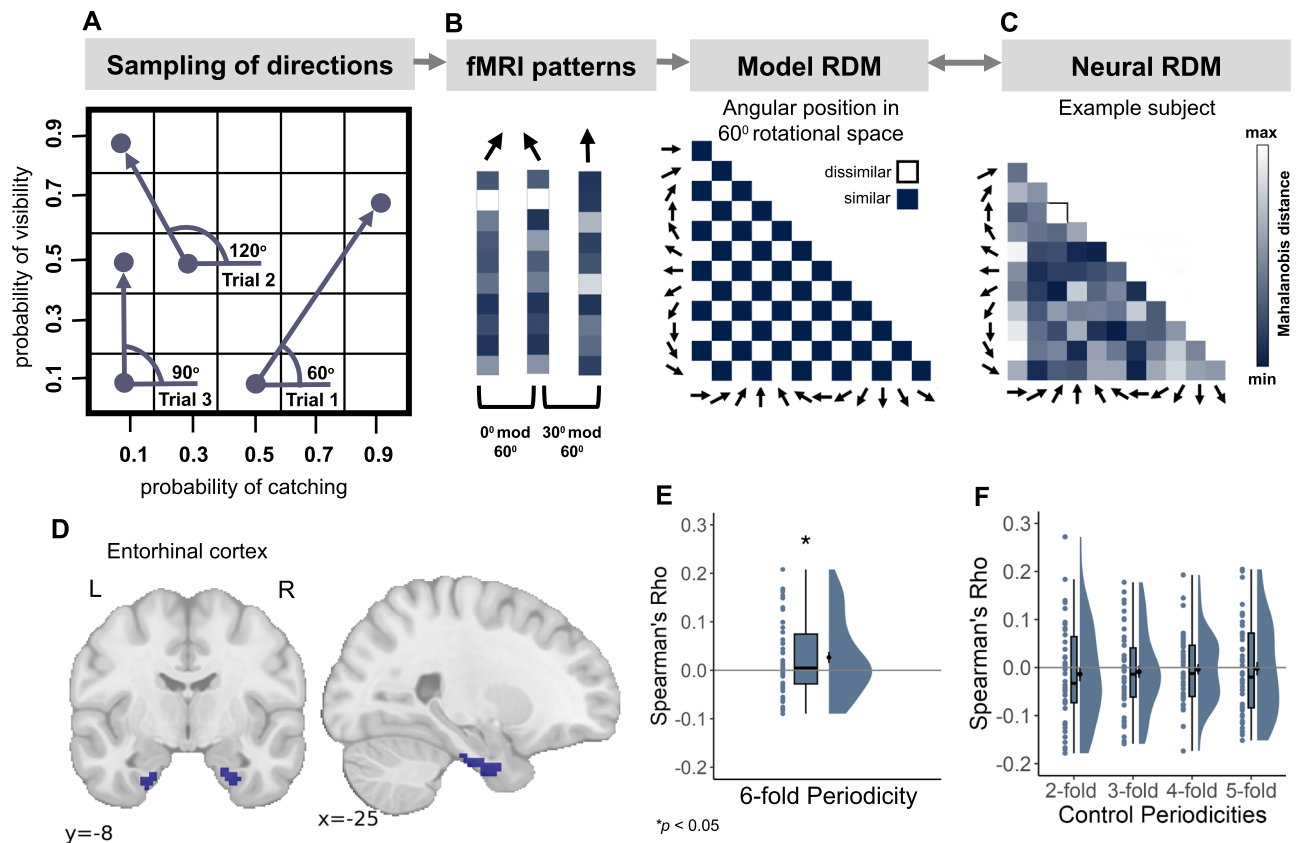 A
Sampling of directions
probability of visibility
0.9
0.7
0.5
0.3
0.1
120°
Trial 2
90°
Trial 3
60°
Trial 1
0.1 0.3 0.5 0.7 0.9
probability of catching
B
fMRI patterns
0⁰ mod
60⁰
30⁰ mod
60⁰
Model RDM
Angular position in
60⁰ rotational space
dissimilar
similar
C
Neural RDM
Example subject
max
Mahalanobis distance
min
D
Entorhinal cortex
L
R
y=-8
x=-25
E
Spearman's Rho
0.3
0.2
0.1
0.0
-0.1
-0.2
*
6-fold Periodicity
*p < 0.05
F
Spearman's Rho
0.3
0.2
0.1
0.0
-0.1
-0.2
2-fold 3-fold 4-fold 5-fold
Control Periodicities